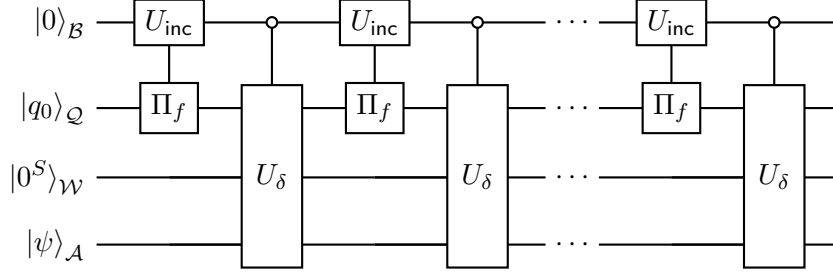 |0⟩_ℬ U_inc U_inc ⋯ U_inc
|q_0⟩_𝒬 Π_f Π_f ⋯ Π_f
|0^S⟩_𝒲 U_δ U_δ ⋯ U_δ
|ψ⟩_𝒜 ⋯